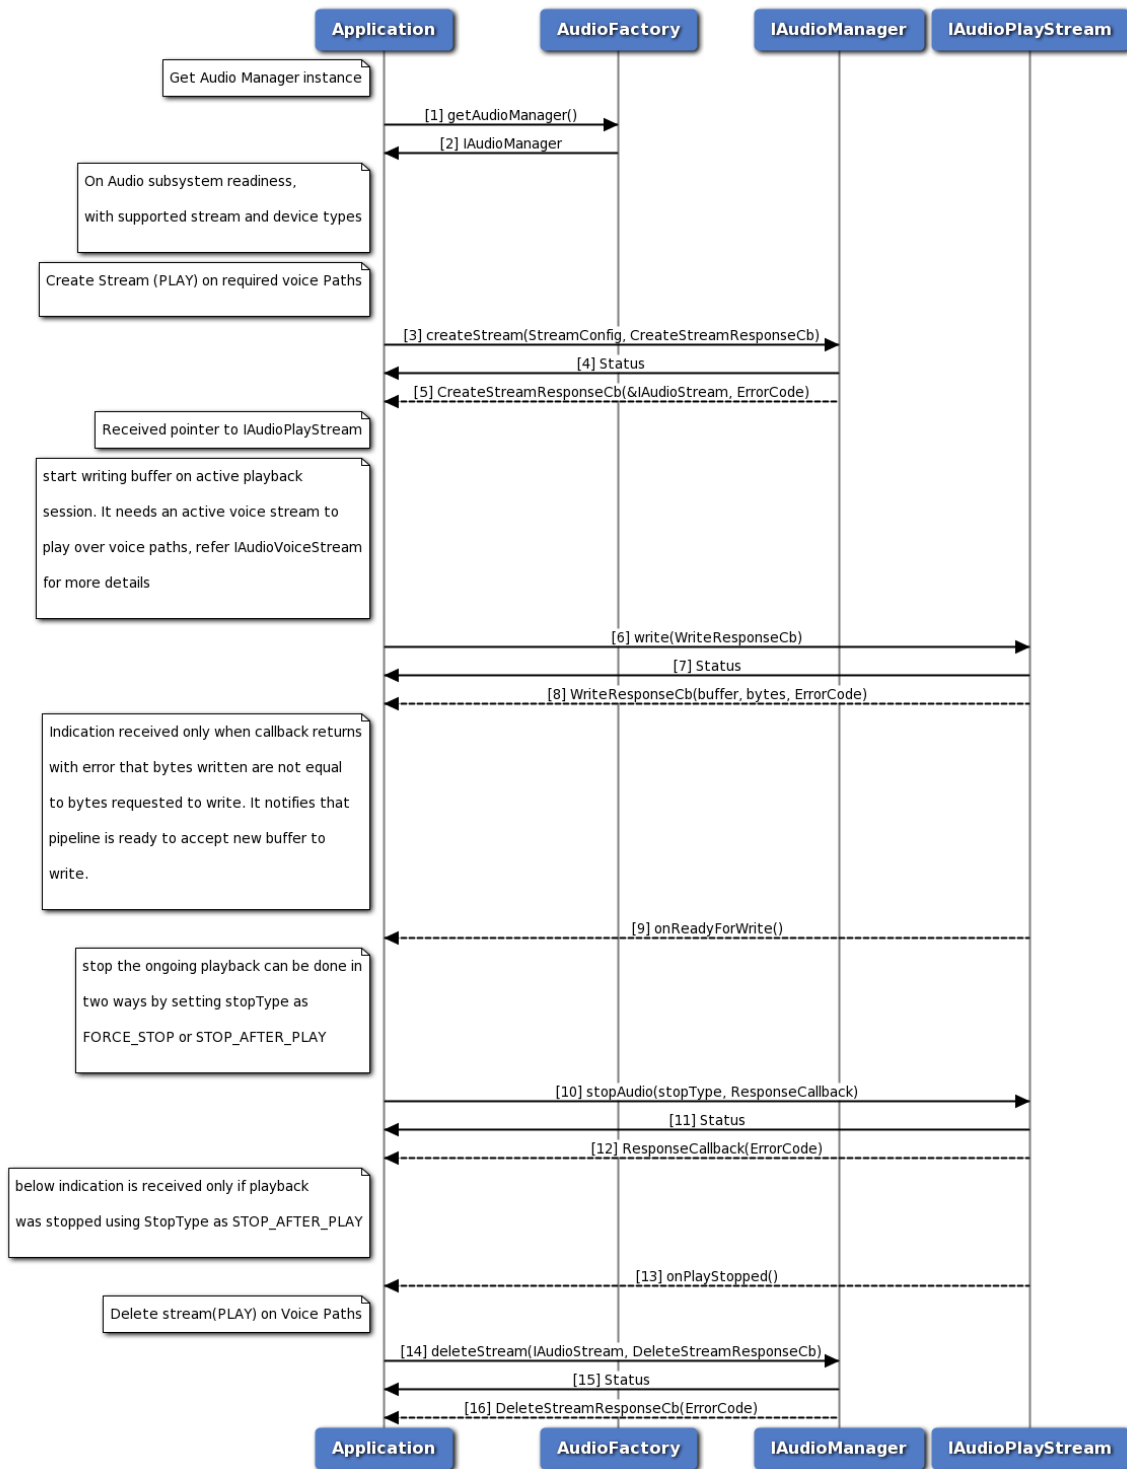 Application
AudioFactory
IAudioManager
IAudioPlayStream
Get Audio Manager instance
[1] getAudioManager()
[2] IAudioManager
On Audio subsystem readiness,
with supported stream and device types
Create Stream (PLAY) on required voice Paths
[3] createStream(StreamConfig, CreateStreamResponseCb)
[4] Status
[5] CreateStreamResponseCb(&IAudioStream, ErrorCode)
Received pointer to IAudioPlayStream
start writing buffer on active playback
session. It needs an active voice stream to
play over voice paths, refer IAudioVoiceStream
for more details
[6] write(WriteResponseCb)
[7] Status
[8] WriteResponseCb(buffer, bytes, ErrorCode)
Indication received only when callback returns
with error that bytes written are not equal
to bytes requested to write. It notifies that
pipeline is ready to accept new buffer to
write.
[9] onReadyForWrite()
stop the ongoing playback can be done in
two ways by setting stopType as
FORCE_STOP or STOP_AFTER_PLAY
[10] stopAudio(stopType, ResponseCallback)
[11] Status
[12] ResponseCallback(ErrorCode)
below indication is received only if playback
was stopped using StopType as STOP_AFTER_PLAY
[13] onPlayStopped()
Delete stream(PLAY) on Voice Paths
[14] deleteStream(IAudioStream, DeleteStreamResponseCb)
[15] Status
[16] DeleteStreamResponseCb(ErrorCode)
Application
AudioFactory
IAudioManager
IAudioPlayStream